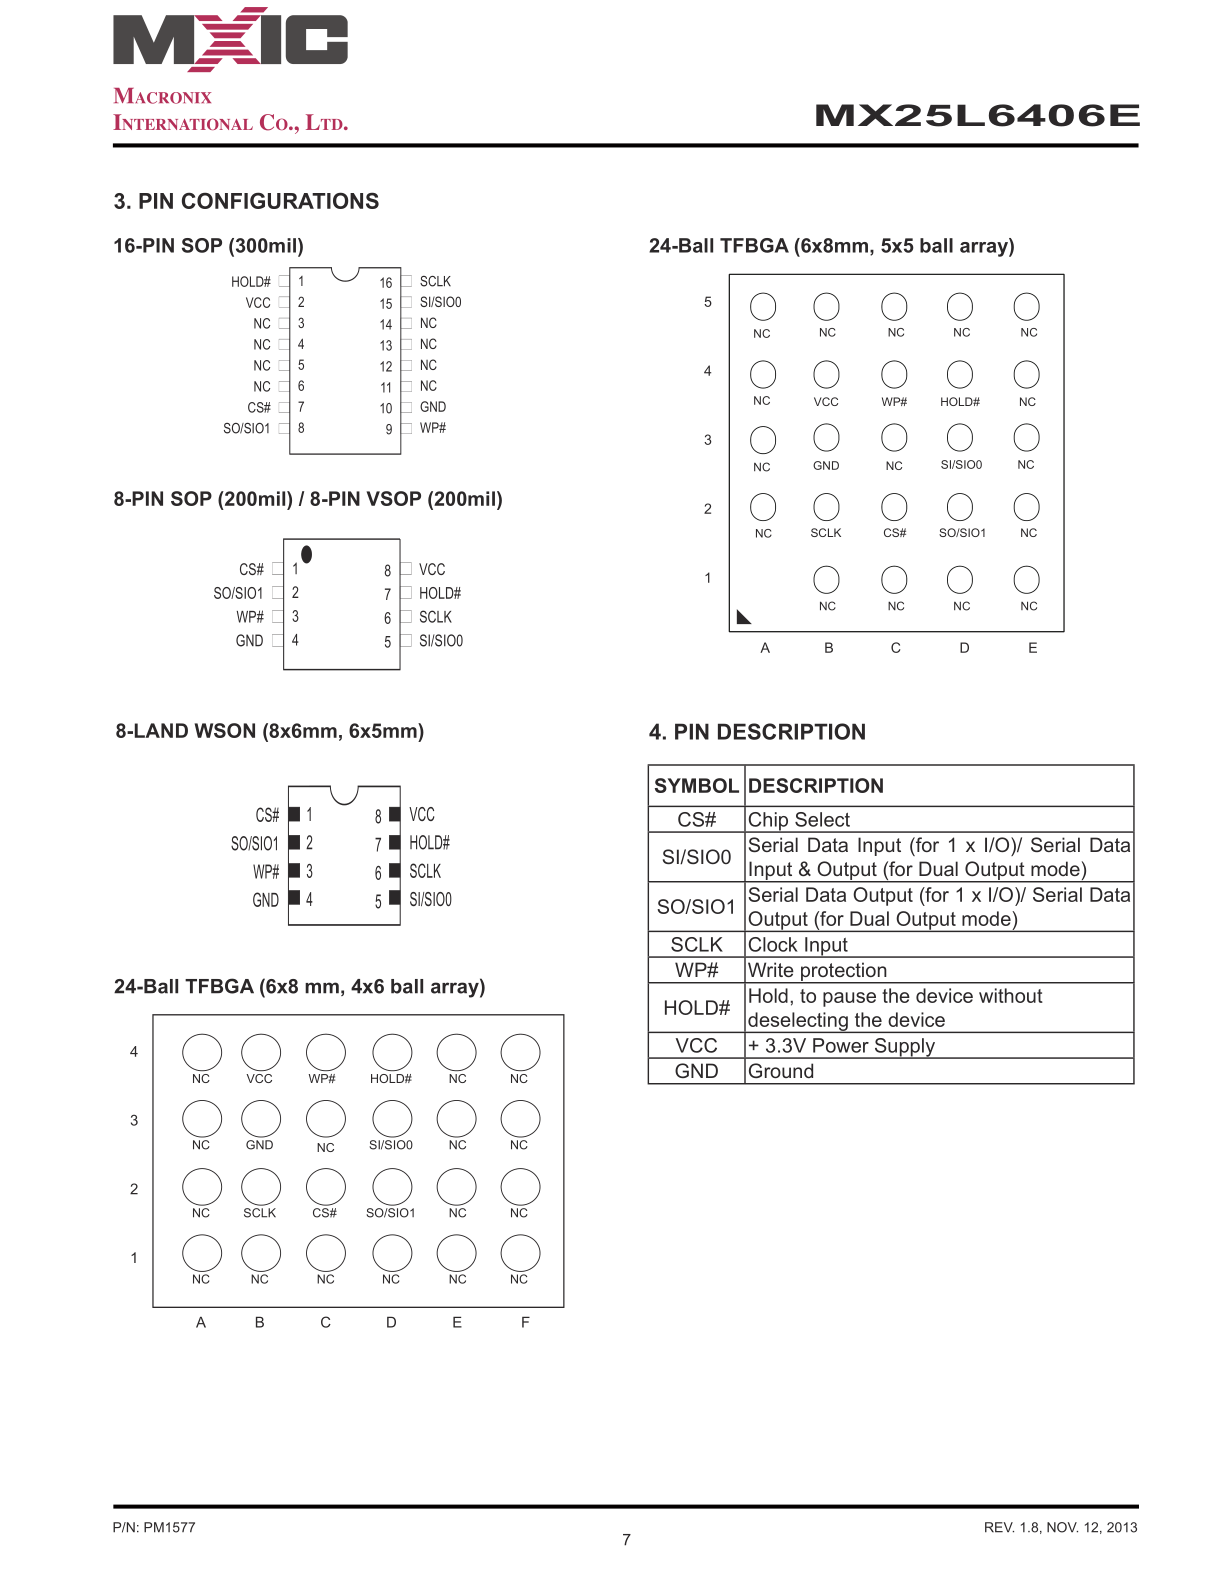 MXIC
MACRONIX
INTERNATIONAL CO., LTD.
MX25L6406E
3. PIN CONFIGURATIONS
16-PIN SOP (300mil)
HOLD# 1 16 SCLK
VCC 2 15 SI/SIO0
NC 3 14 NC
NC 4 13 NC
NC 5 12 NC
NC 6 11 NC
CS# 7 10 GND
SO/SIO1 8 9 WP#
8-PIN SOP (200mil) / 8-PIN VSOP (200mil)
CS# 1 8 VCC
SO/SIO1 2 7 HOLD#
WP# 3 6 SCLK
GND 4 5 SI/SIO0
8-LAND WSON (8x6mm, 6x5mm)
CS# 1 8 VCC
SO/SIO1 2 7 HOLD#
WP# 3 6 SCLK
GND 4 5 SI/SIO0
24-Ball TFBGA (6x8 mm, 4x6 ball array)
4
NC VCC WP# HOLD# NC NC
3
NC GND NC SI/SIO0 NC NC
2
NC SCLK CS# SO/SIO1 NC NC
1
NC NC NC NC NC NC
A B C D E F
24-Ball TFBGA (6x8mm, 5x5 ball array)
5
NC NC NC NC NC
4
NC VCC WP# HOLD# NC
3
NC GND NC SI/SIO0 NC
2
NC SCLK CS# SO/SIO1 NC
1
NC NC NC NC
A B C D E
4. PIN DESCRIPTION
SYMBOL DESCRIPTION
CS# Chip Select
SI/SIO0 Serial Data Input (for 1 x I/O)/ Serial Data
Input & Output (for Dual Output mode)
SO/SIO1 Serial Data Output (for 1 x I/O)/ Serial Data
Output (for Dual Output mode)
SCLK Clock Input
WP# Write protection
HOLD# Hold, to pause the device without
deselecting the device
VCC + 3.3V Power Supply
GND Ground
P/N: PM1577
7
REV. 1.8, NOV. 12, 2013